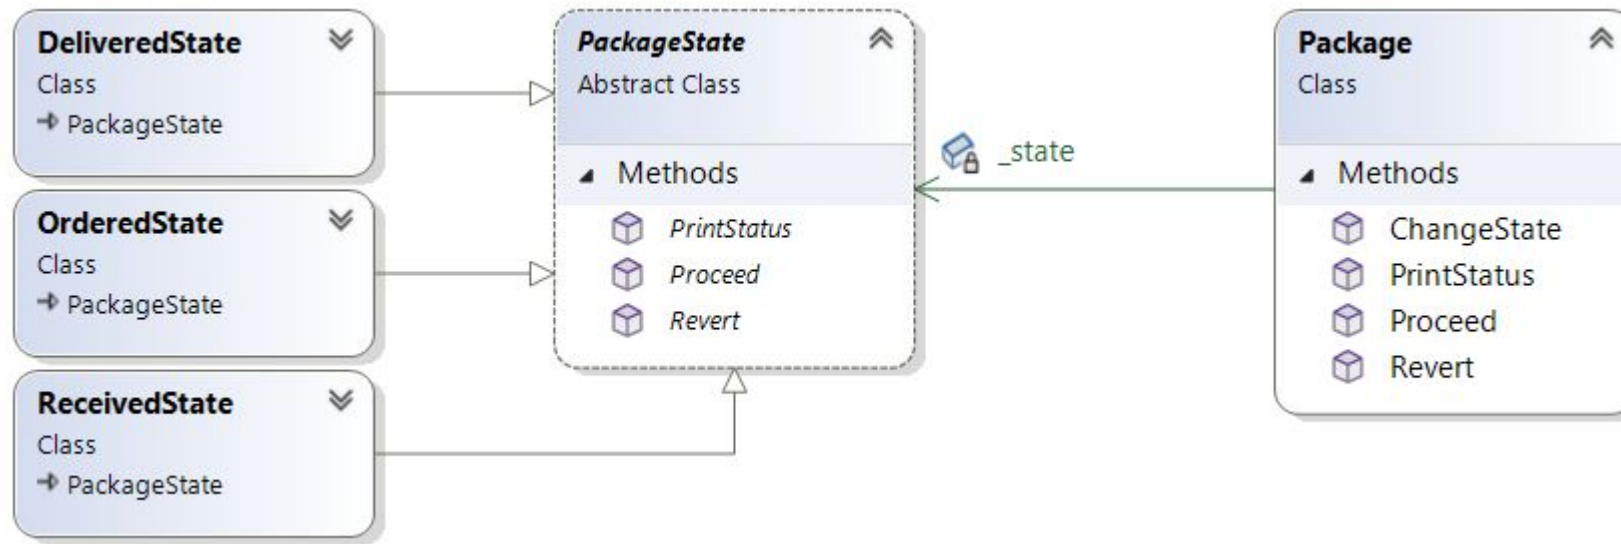 DeliveredState
Class
PackageState
OrderedState
Class
PackageState
ReceivedState
Class
PackageState
PackageState
Abstract Class
Methods
PrintStatus
Proceed
Revert
_state
Package
Class
Methods
ChangeState
PrintStatus
Proceed
Revert